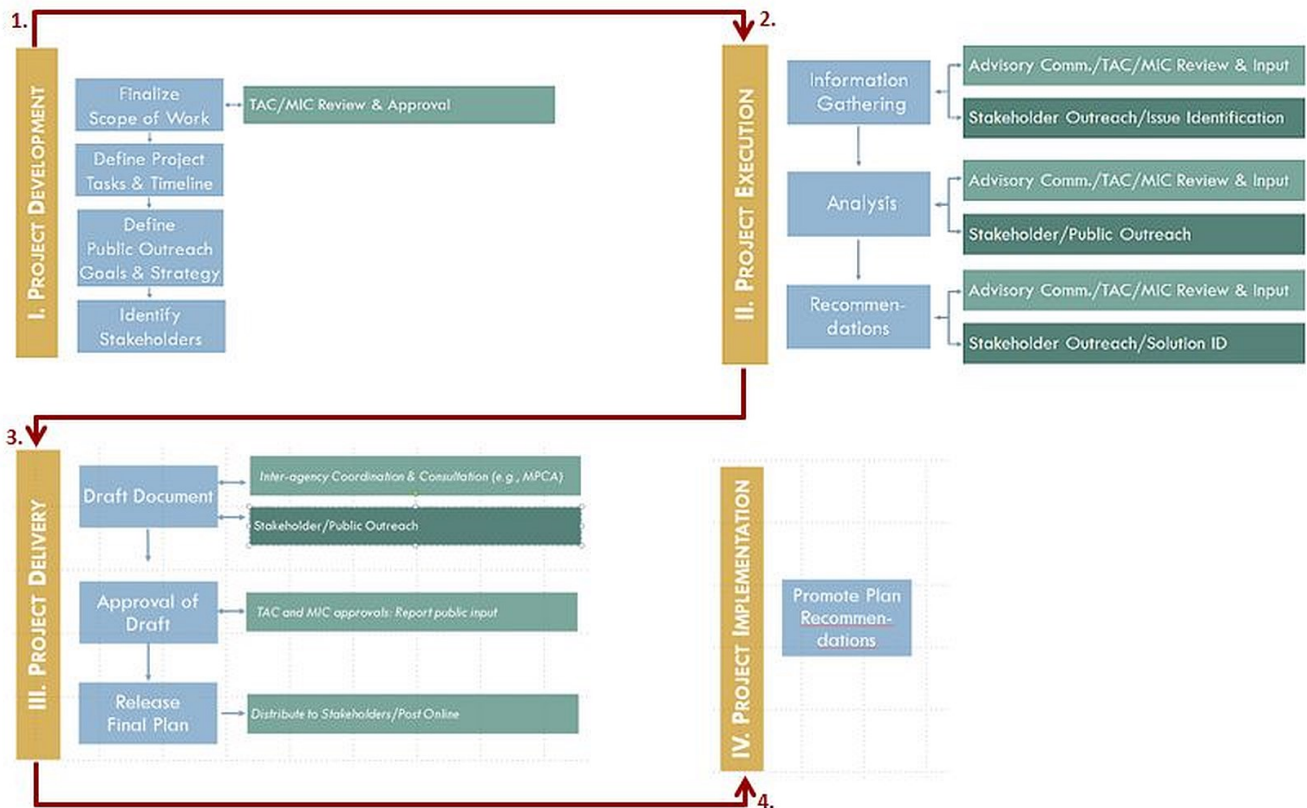 1.
I. PROJECT DEVELOPMENT
Finalize
Scope of Work
TAC/MIC Review & Approval
Define Project
Tasks & Timeline
Define
Public Outreach
Goals & Strategy
Identify
Stakeholders
2.
II. PROJECT EXECUTION
Information
Gathering
Advisory Comm./TAC/MIC Review & Input
Stakeholder Outreach/Issue Identification
Analysis
Advisory Comm./TAC/MIC Review & Input
Stakeholder/Public Outreach
Recommen-
dations
Advisory Comm./TAC/MIC Review & Input
Stakeholder Outreach/Solution ID
3.
III. PROJECT DELIVERY
Draft Document
Inter-agency Coordination & Consultation (e.g., MPCA)
Stakeholder/Public Outreach
Approval of
Draft
TAC and MIC approvals: Report public input
Release
Final Plan
Distribute to Stakeholders/Post Online
4.
IV. PROJECT IMPLEMENTATION
Promote Plan
Recommen-
dations